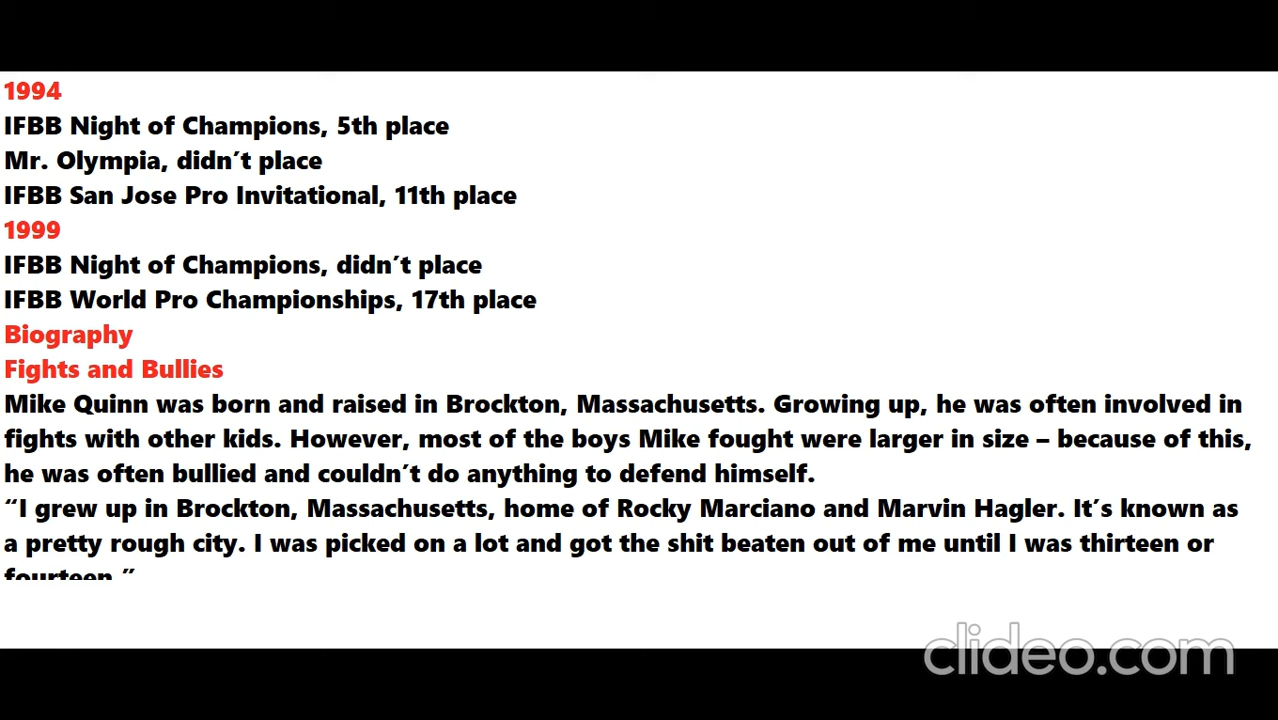 1994
IFBB Night of Champions, 5th place
Mr. Olympia, didn′t place
IFBB San Jose Pro Invitational, 11th place
1999
IFBB Night of Champions, didn′t place
IFBB World Pro Championships, 17th place
Biography
Fights and Bullies
Mike Quinn was born and raised in Brockton, Massachusetts. Growing up, he was often involved in
fights with other kids. However, most of the boys Mike fought were larger in size – because of this,
he was often bullied and couldn′t do anything to defend himself.
“I grew up in Brockton, Massachusetts, home of Rocky Marciano and Marvin Hagler. It′s known as
a pretty rough city. I was picked on a lot and got the shit beaten out of me until I was thirteen or
fourteen.”
clideo.com